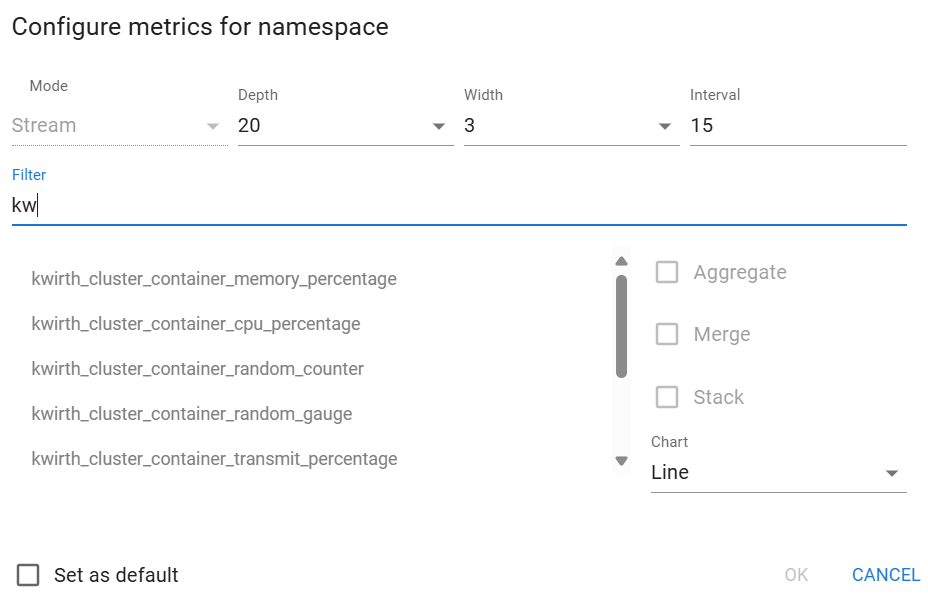 Configure metrics for namespace
Mode
Depth
Width
Interval
Stream
20
3
15
Filter
kw
kwirth_cluster_container_memory_percentage
kwirth_cluster_container_cpu_percentage
kwirth_cluster_container_random_counter
kwirth_cluster_container_random_gauge
kwirth_cluster_container_transmit_percentage
Aggregate
Merge
Stack
Chart
Line
Set as default
OK
CANCEL